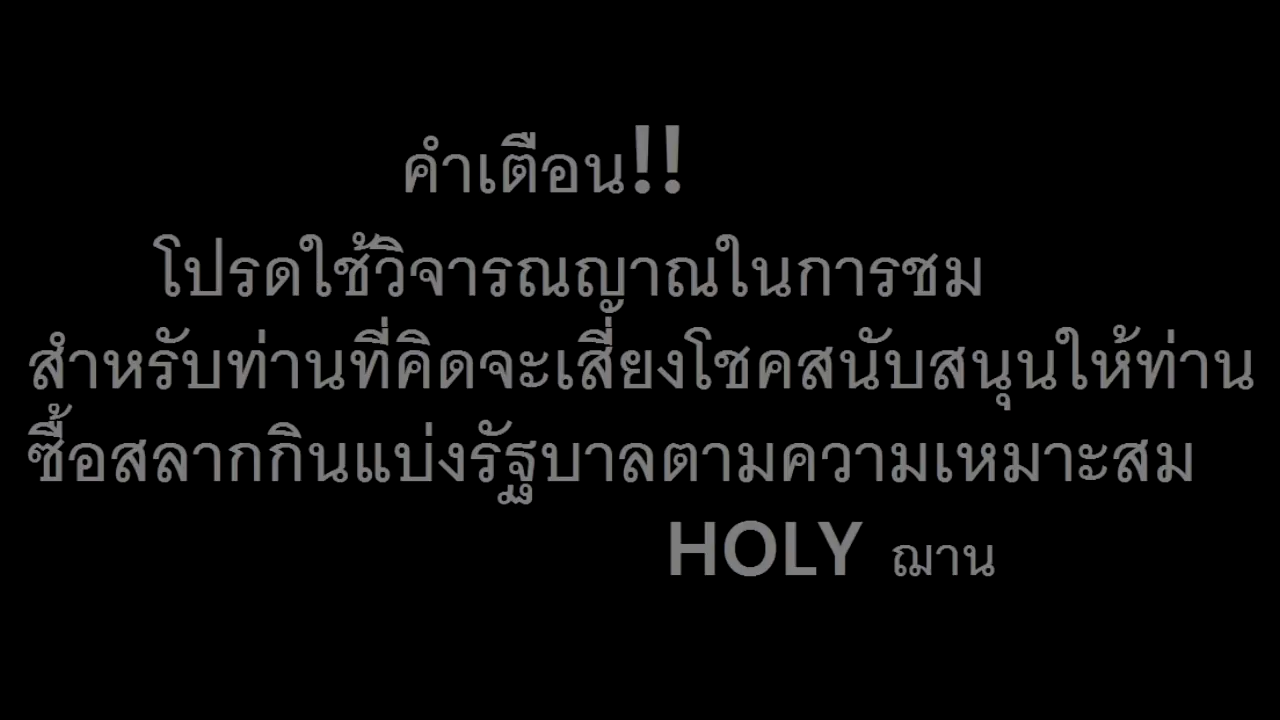 คำเตือน!!
โปรดใช้วิจารณญาณในการชม
สำหรับท่านที่คิดจะเสี่ยงโชคสนับสนุนให้ท่าน
ซื้อสลากกินแบ่งรัฐบาลตามความเหมาะสม
HOLY ฌาน